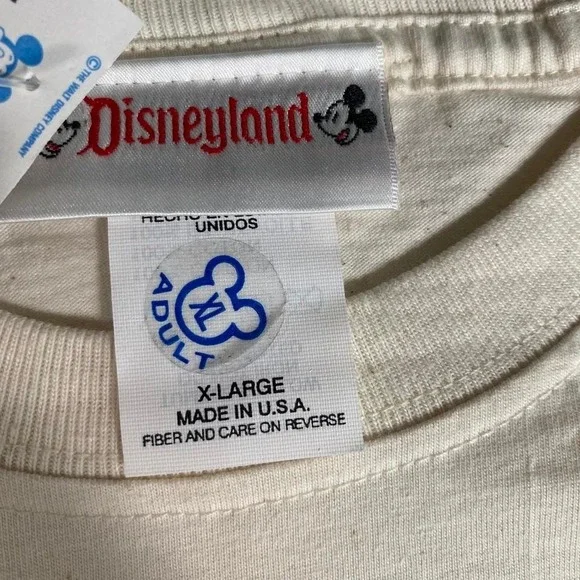 © THE WALT DISNEY COMPANY
Disneyland
UNIDOS
XL
ADULT
X-LARGE
MADE IN U.S.A.
FIBER AND CARE ON REVERSE